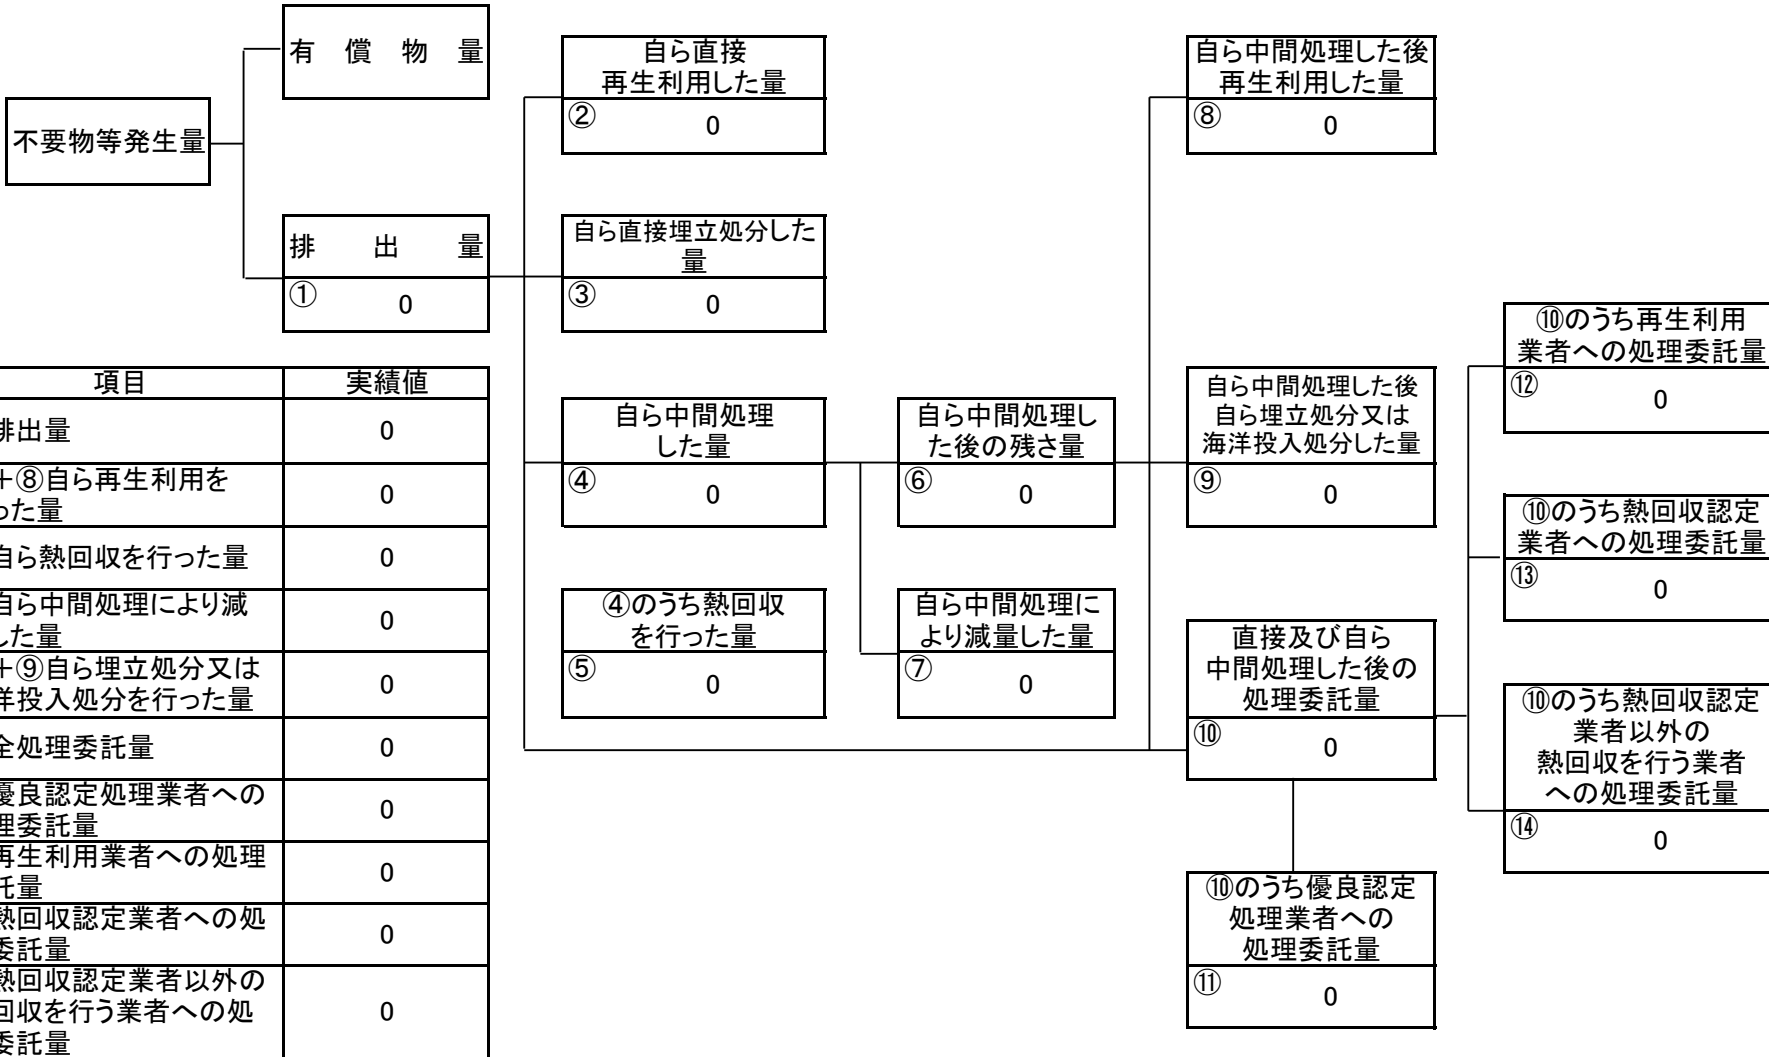 有償物量
不要物等発生量
排出量
① 0
自ら直接
再生利用した量
② 0
自ら直接埋立処分した
量
③ 0
自ら中間処理
した量
④ 0
④のうち熱回収
を行った量
⑤ 0
自ら中間処理し
た後の残さ量
⑥ 0
自ら中間処理に
より減量した量
⑦ 0
自ら中間処理した後
再生利用した量
⑧ 0
自ら中間処理した後
自ら埋立処分又は
海洋投入処分した量
⑨ 0
直接及び自ら
中間処理した後の
処理委託量
⑩ 0
⑩のうち優良認定
処理業者への
処理委託量
⑪ 0
⑩のうち再生利用
業者への処理委託量
⑫ 0
⑩のうち熱回収認定
業者への処理委託量
⑬ 0
⑩のうち熱回収認定
業者以外の
熱回収を行う業者
への処理委託量
⑭ 0
項目 実績値
排出量 0
+⑧自ら再生利用を
った量 0
自ら熱回収を行った量 0
自ら中間処理により減
した量 0
+⑨自ら埋立処分又は
洋投入処分を行った量 0
全処理委託量 0
優良認定処理業者への
理委託量 0
再生利用業者への処理
託量 0
熱回収認定業者への処
委託量 0
熱回収認定業者以外の
回収を行う業者への処
委託量 0